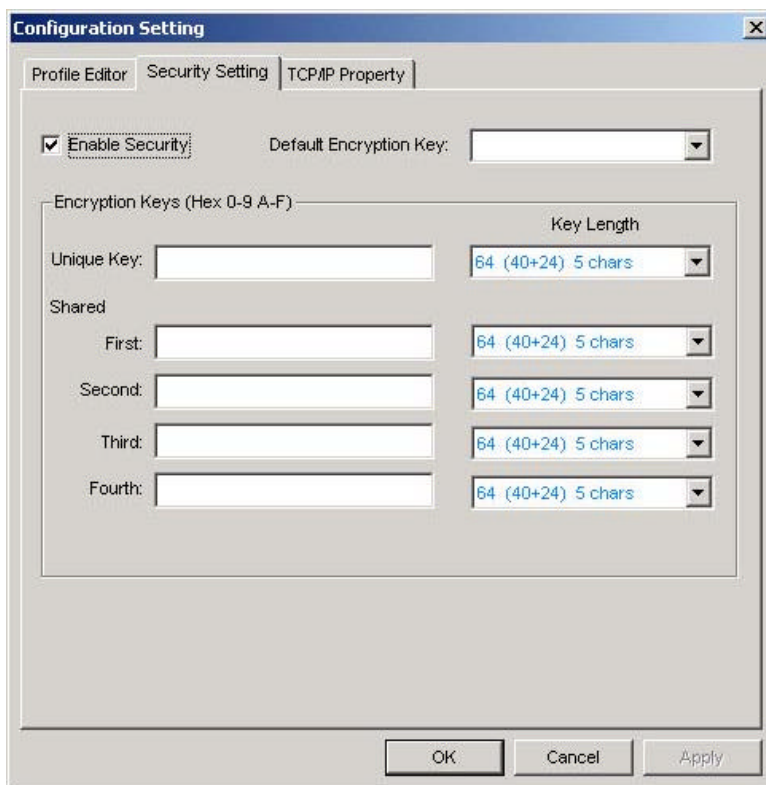 Configuration Setting
Profile Editor Security Setting TCP/IP Property
Enable Security Default Encryption Key:
Encryption Keys (Hex 0-9 A-F)
Key Length
Unique Key: 64 (40+24) 5 chars
Shared
First: 64 (40+24) 5 chars
Second: 64 (40+24) 5 chars
Third: 64 (40+24) 5 chars
Fourth: 64 (40+24) 5 chars
OK Cancel Apply